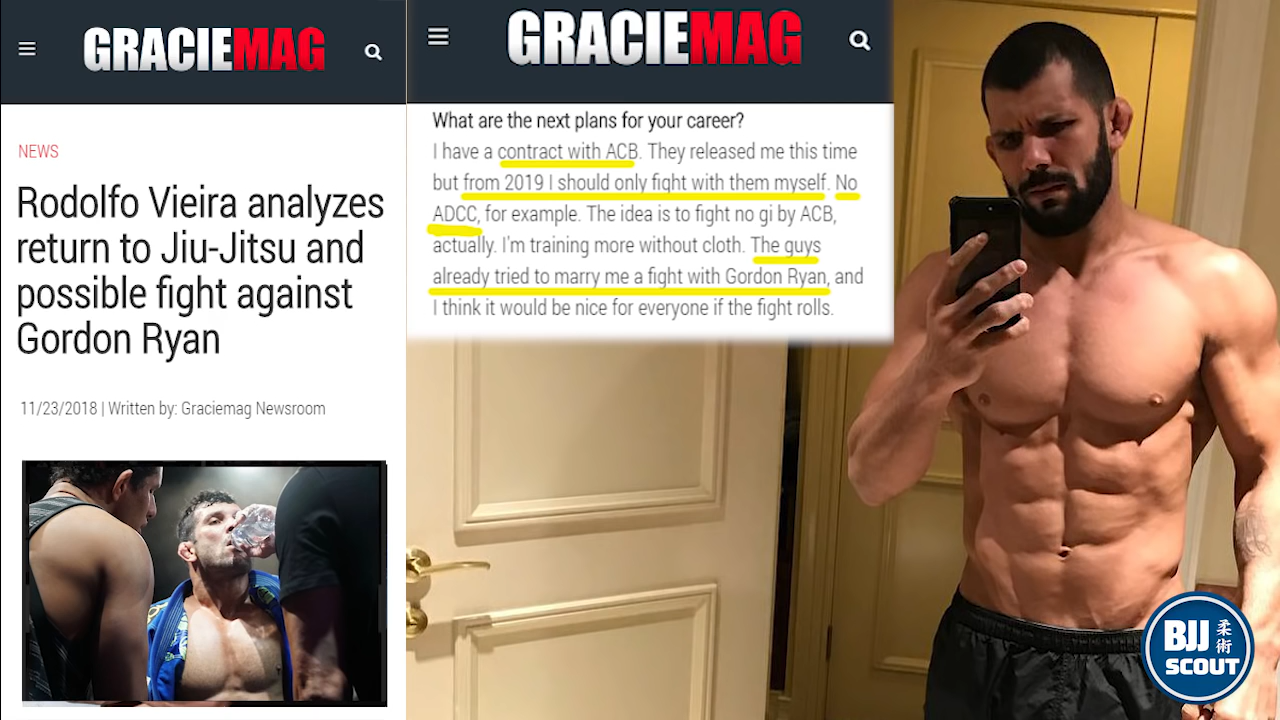 GRACIEMAG
NEWS
Rodolfo Vieira analyzes
return to Jiu-Jitsu and
possible fight against
Gordon Ryan
11/23/2018 | Written by: Graciemag Newsroom
GRACIEMAG
What are the next plans for your career?
I have a contract with ACB. They released me this time
but from 2019 I should only fight with them myself. No
ADCC, for example. The idea is to fight no gi by ACB,
actually. I'm training more without cloth. The guys
already tried to marry me a fight with Gordon Ryan, and
I think it would be nice for everyone if the fight rolls.
BJJ 柔術
SCOUT